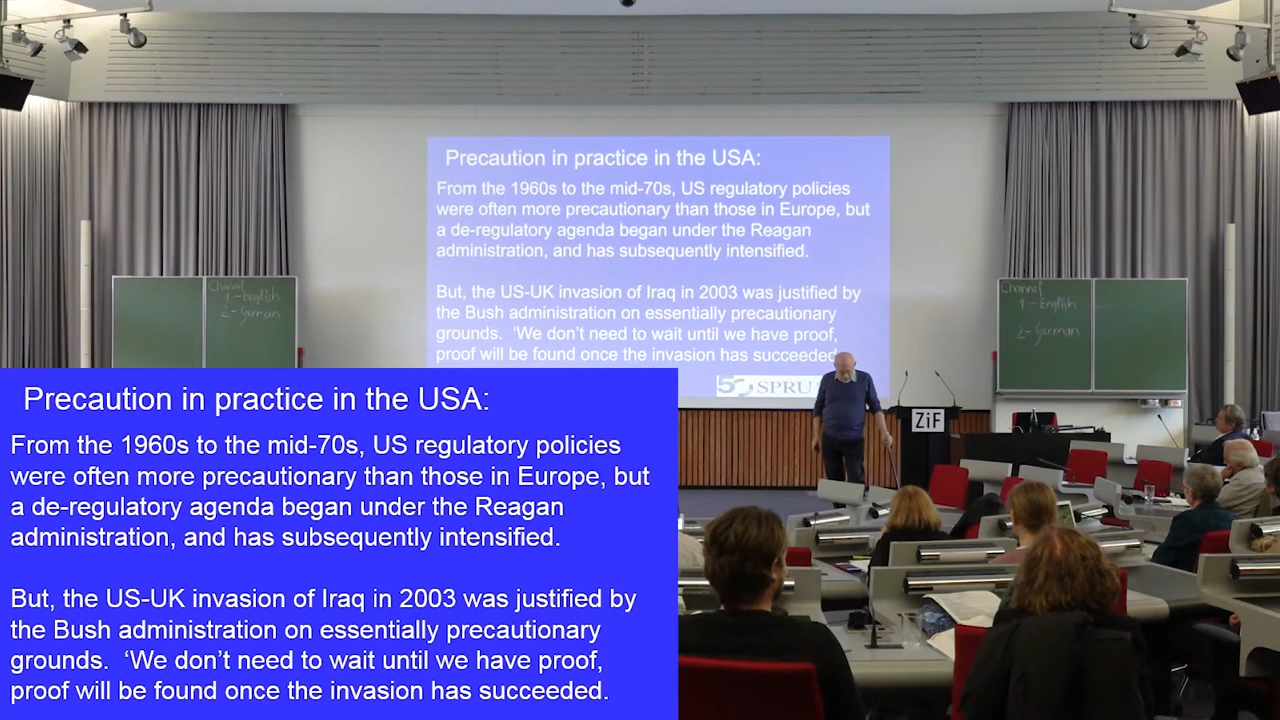 Precaution in practice in the USA:
From the 1960s to the mid-70s, US regulatory policies
were often more precautionary than those in Europe, but
a de-regulatory agenda began under the Reagan
administration, and has subsequently intensified.
But, the US-UK invasion of Iraq in 2003 was justified by
the Bush administration on essentially precautionary
grounds. ‘We don’t need to wait until we have proof,
proof will be found once the invasion has succeeded
5 SPRU
Channel
1 - English
2 - German
Channel
1 - English
2 - German
ZiF
Precaution in practice in the USA:
From the 1960s to the mid-70s, US regulatory policies
were often more precautionary than those in Europe, but
a de-regulatory agenda began under the Reagan
administration, and has subsequently intensified.
But, the US-UK invasion of Iraq in 2003 was justified by
the Bush administration on essentially precautionary
grounds.  ‘We don’t need to wait until we have proof,
proof will be found once the invasion has succeeded.